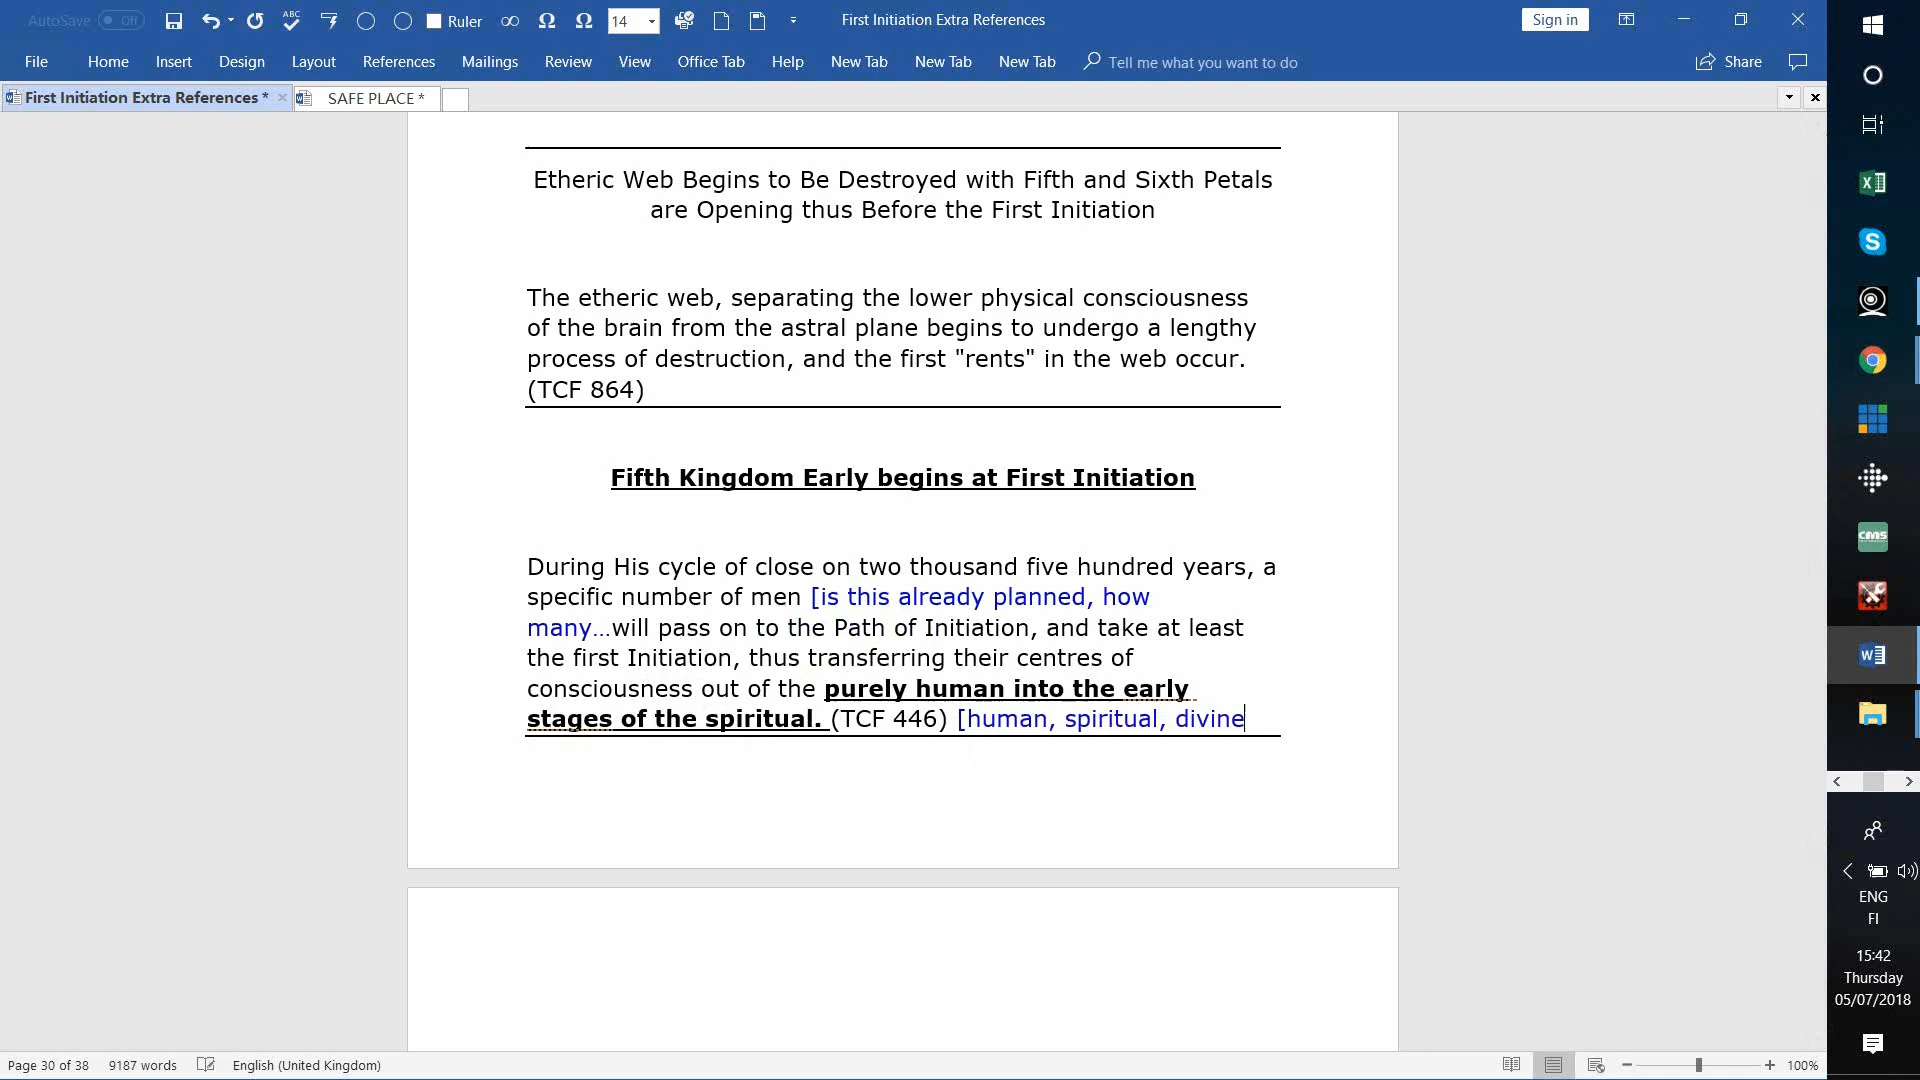 AutoSave Off Ruler 14 First Initiation Extra References Sign in
File Home Insert Design Layout References Mailings Review View Office Tab Help New Tab New Tab New Tab Tell me what you want to do Share
First Initiation Extra References * SAFE PLACE *
Etheric Web Begins to Be Destroyed with Fifth and Sixth Petals
are Opening thus Before the First Initiation
The etheric web, separating the lower physical consciousness
of the brain from the astral plane begins to undergo a lengthy
process of destruction, and the first "rents" in the web occur.
(TCF 864)
Fifth Kingdom Early begins at First Initiation
During His cycle of close on two thousand five hundred years, a
specific number of men [is this already planned, how
many…will pass on to the Path of Initiation, and take at least
the first Initiation, thus transferring their centres of
consciousness out of the purely human into the early
stages of the spiritual. (TCF 446) [human, spiritual, divine
Page 30 of 38 9187 words English (United Kingdom) 100%
CMS
ENG
FI
15:42
Thursday
05/07/2018